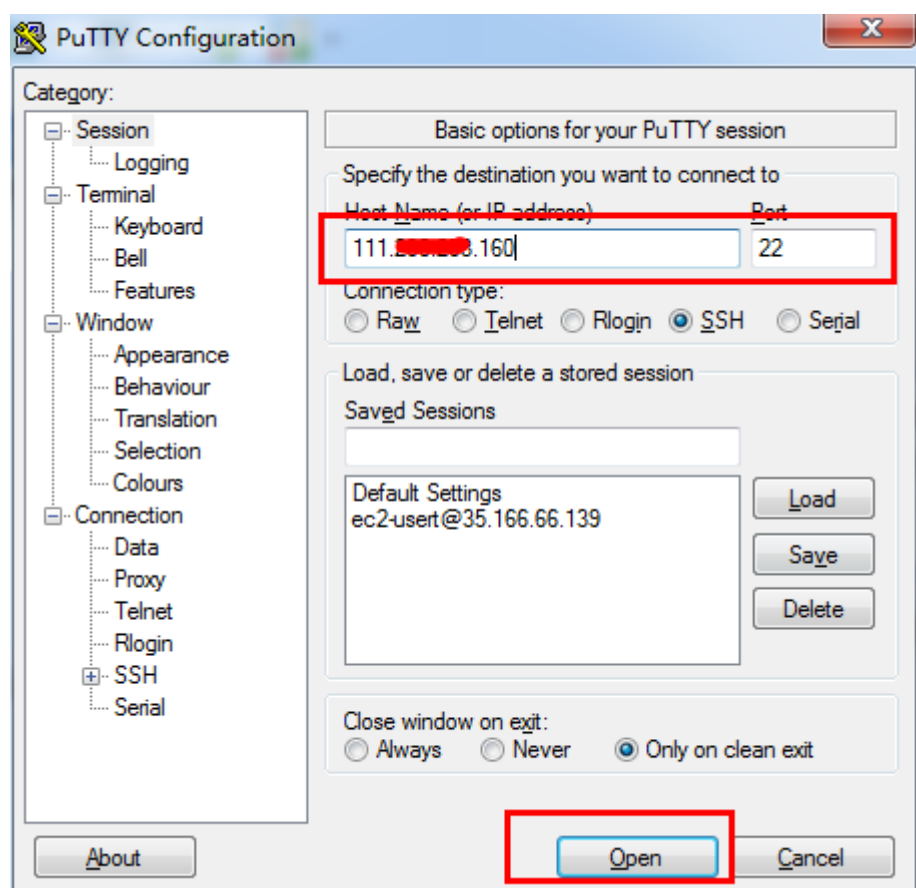 PuTTY Configuration
Category:
Session
Logging
Terminal
Keyboard
Bell
Features
Window
Appearance
Behaviour
Translation
Selection
Colours
Connection
Data
Proxy
Telnet
Rlogin
SSH
Serial
Basic options for your PuTTY session
Specify the destination you want to connect to
Host Name (or IP address) Port
111. .160 22
Connection type:
Raw Telnet Rlogin SSH Serial
Load, save or delete a stored session
Saved Sessions
Default Settings
ec2-usert@35.166.66.139
Load
Save
Delete
Close window on exit:
Always Never Only on clean exit
About Open Cancel